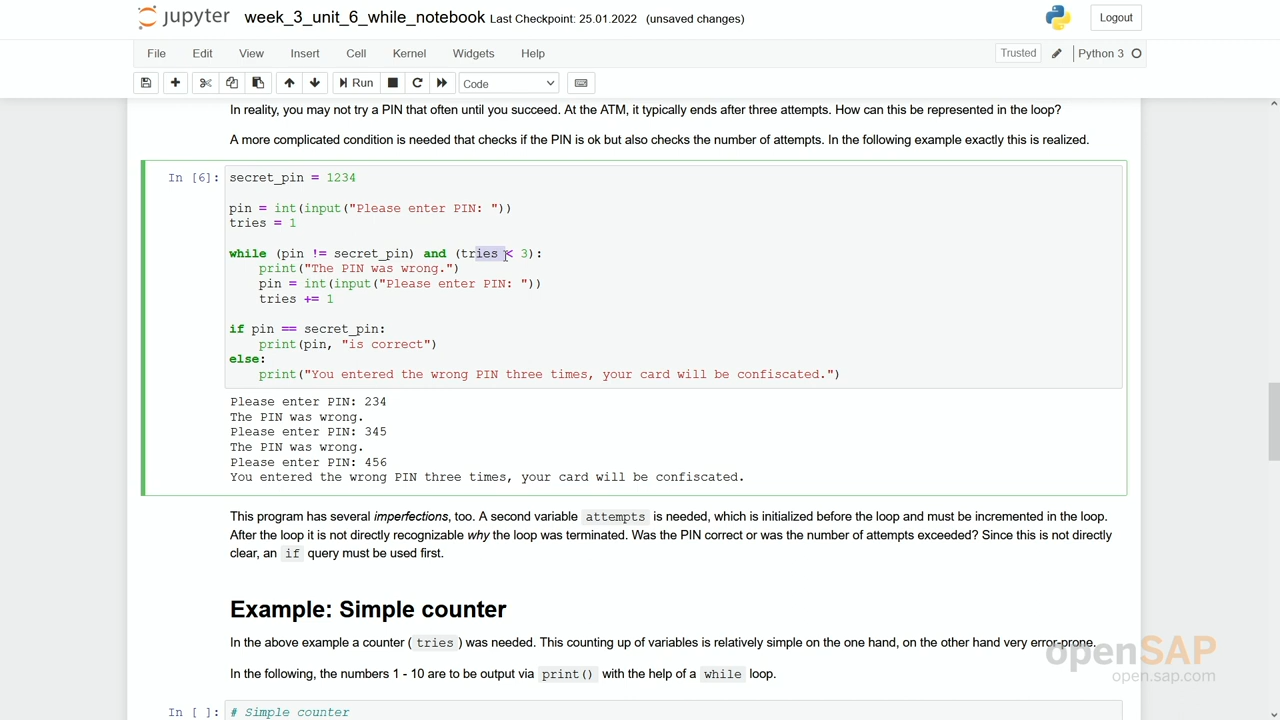 jupyter week_3_unit_6_while_notebook Last Checkpoint: 25.01.2022 (unsaved changes) Logout
File Edit View Insert Cell Kernel Widgets Help Trusted Python 3
Run Code
In reality, you may not try a PIN that often until you succeed. At the ATM, it typically ends after three attempts. How can this be represented in the loop?
A more complicated condition is needed that checks if the PIN is ok but also checks the number of attempts. In the following example exactly this is realized.
In [6]: secret_pin = 1234
pin = int(input("Please enter PIN: "))
tries = 1
while (pin != secret_pin) and (tries < 3):
    print("The PIN was wrong.")
    pin = int(input("Please enter PIN: "))
    tries += 1
if pin == secret_pin:
    print(pin, "is correct")
else:
    print("You entered the wrong PIN three times, your card will be confiscated.")
Please enter PIN: 234
The PIN was wrong.
Please enter PIN: 345
The PIN was wrong.
Please enter PIN: 456
You entered the wrong PIN three times, your card will be confiscated.
This program has several imperfections, too. A second variable attempts is needed, which is initialized before the loop and must be incremented in the loop.
After the loop it is not directly recognizable why the loop was terminated. Was the PIN correct or was the number of attempts exceeded? Since this is not directly
clear, an if query must be used first.
Example: Simple counter
In the above example a counter ( tries ) was needed. This counting up of variables is relatively simple on the one hand, on the other hand very error-prone.
In the following, the numbers 1 - 10 are to be output via print() with the help of a while loop.
openSAP
open.sap.com
In [ ]: # Simple counter